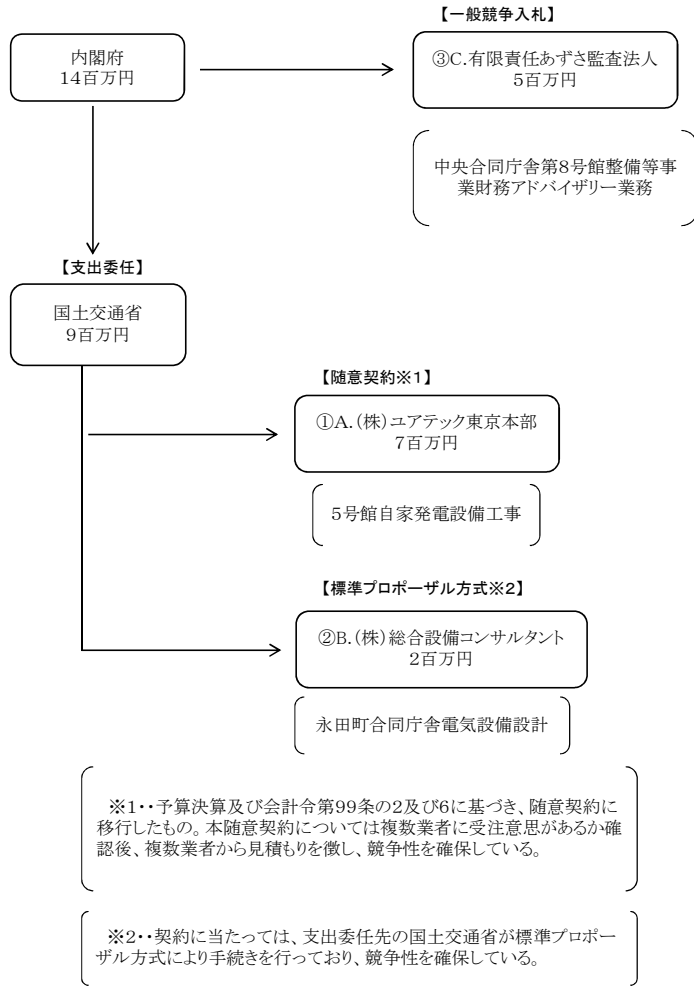 【一般競争入札】
内閣府
14百万円
③C.有限責任あずさ監査法人
5百万円
中央合同庁舎第8号館整備等事
業財務アドバイザリー業務
【支出委任】
国土交通省
9百万円
【随意契約※1】
①A.(株)ユアテック東京本部
7百万円
5号館自家発電設備工事
【標準プロポーザル方式※2】
②B.(株)総合設備コンサルタント
2百万円
永田町合同庁舎電気設備設計
※1・・予算決算及び会計令第99条の2及び6に基づき、随意契約に
移行したもの。本随意契約については複数業者に受注意思があるか確
認後、複数業者から見積もりを徴し、競争性を確保している。
※2・・契約に当たっては、支出委任先の国土交通省が標準プロポー
ザル方式により手続きを行っており、競争性を確保している。